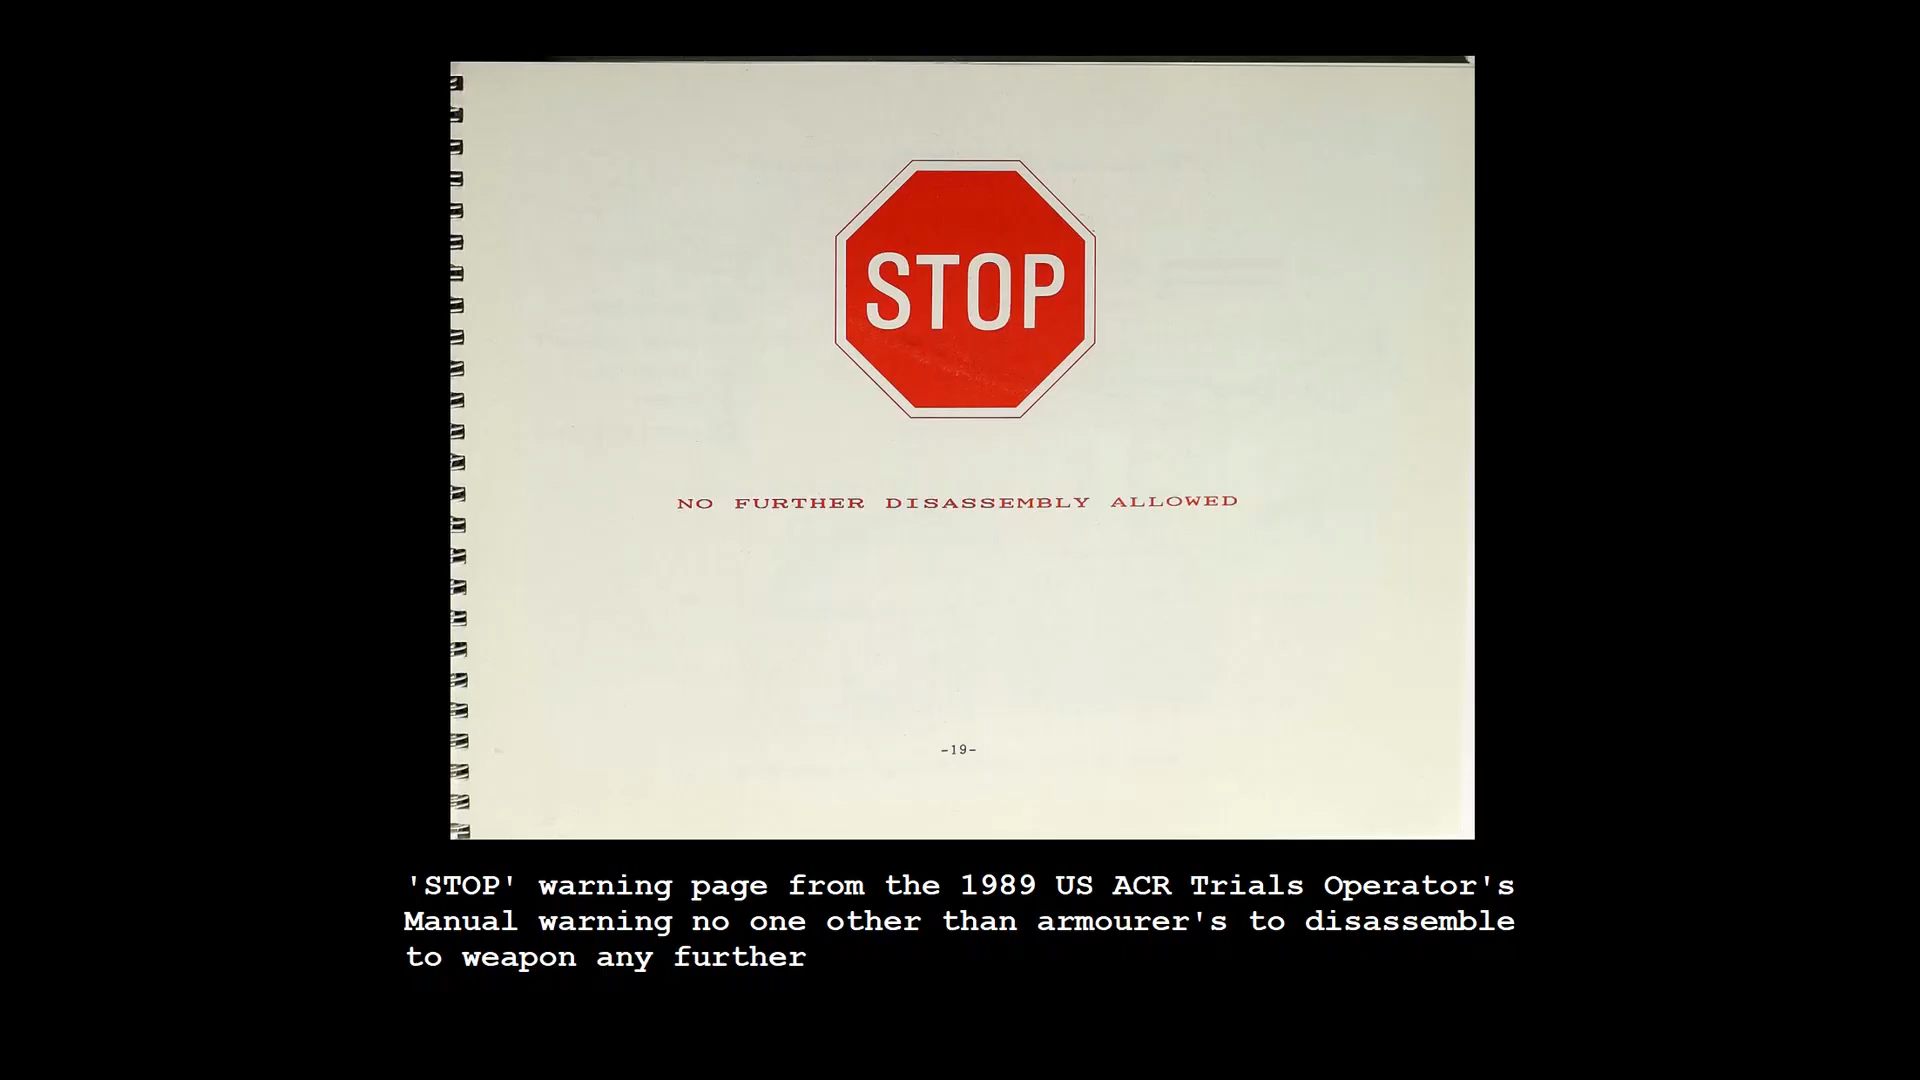 STOP
NO FURTHER DISASSEMBLY ALLOWED
-19-
'STOP' warning page from the 1989 US ACR Trials Operator's
Manual warning no one other than armourer's to disassemble
to weapon any further